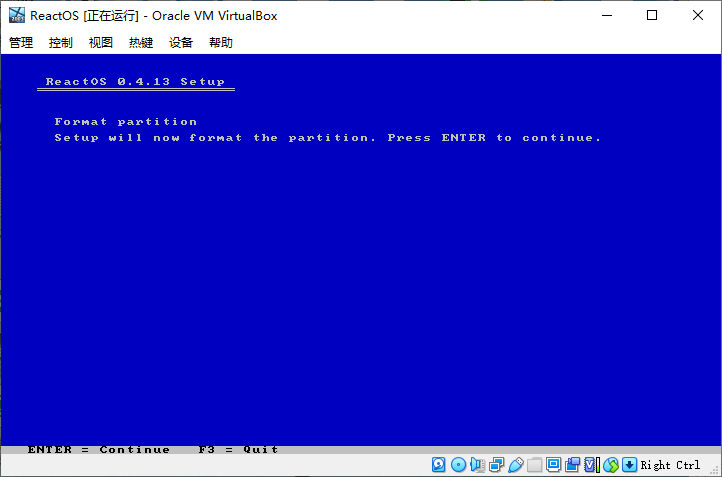 ReactOS [正在运行] - Oracle VM VirtualBox
管理 控制 视图 热键 设备 帮助
ReactOS 0.4.13 Setup
Format partition
Setup will now format the partition. Press ENTER to continue.
ENTER = Continue F3 = Quit
Right Ctrl